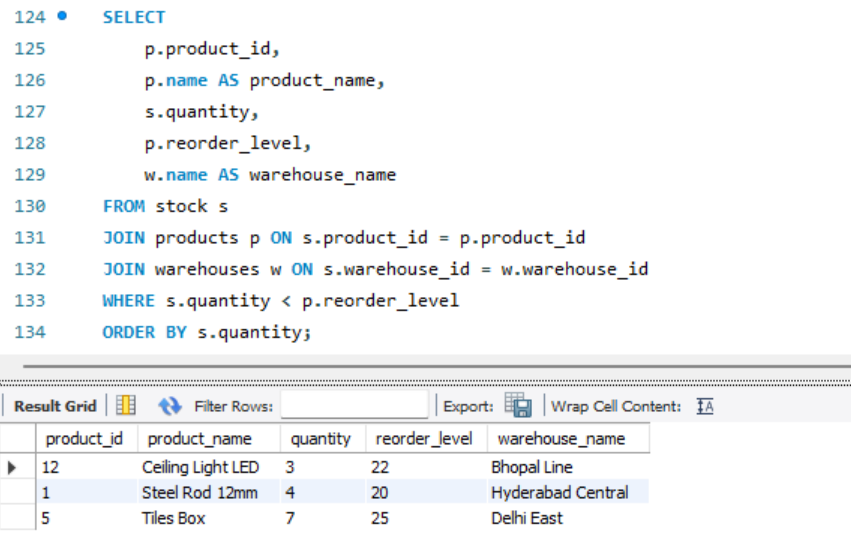 124 SELECT
125 p.product_id,
126 p.name AS product_name,
127 s.quantity,
128 p.reorder_level,
129 w.name AS warehouse_name
130 FROM stock s
131 JOIN products p ON s.product_id = p.product_id
132 JOIN warehouses w ON s.warehouse_id = w.warehouse_id
133 WHERE s.quantity < p.reorder_level
134 ORDER BY s.quantity;
Result Grid Filter Rows: Export: Wrap Cell Content: IA
product_id product_name quantity reorder_level warehouse_name
12 Ceiling Light LED 3 22 Bhopal Line
1 Steel Rod 12mm 4 20 Hyderabad Central
5 Tiles Box 7 25 Delhi East